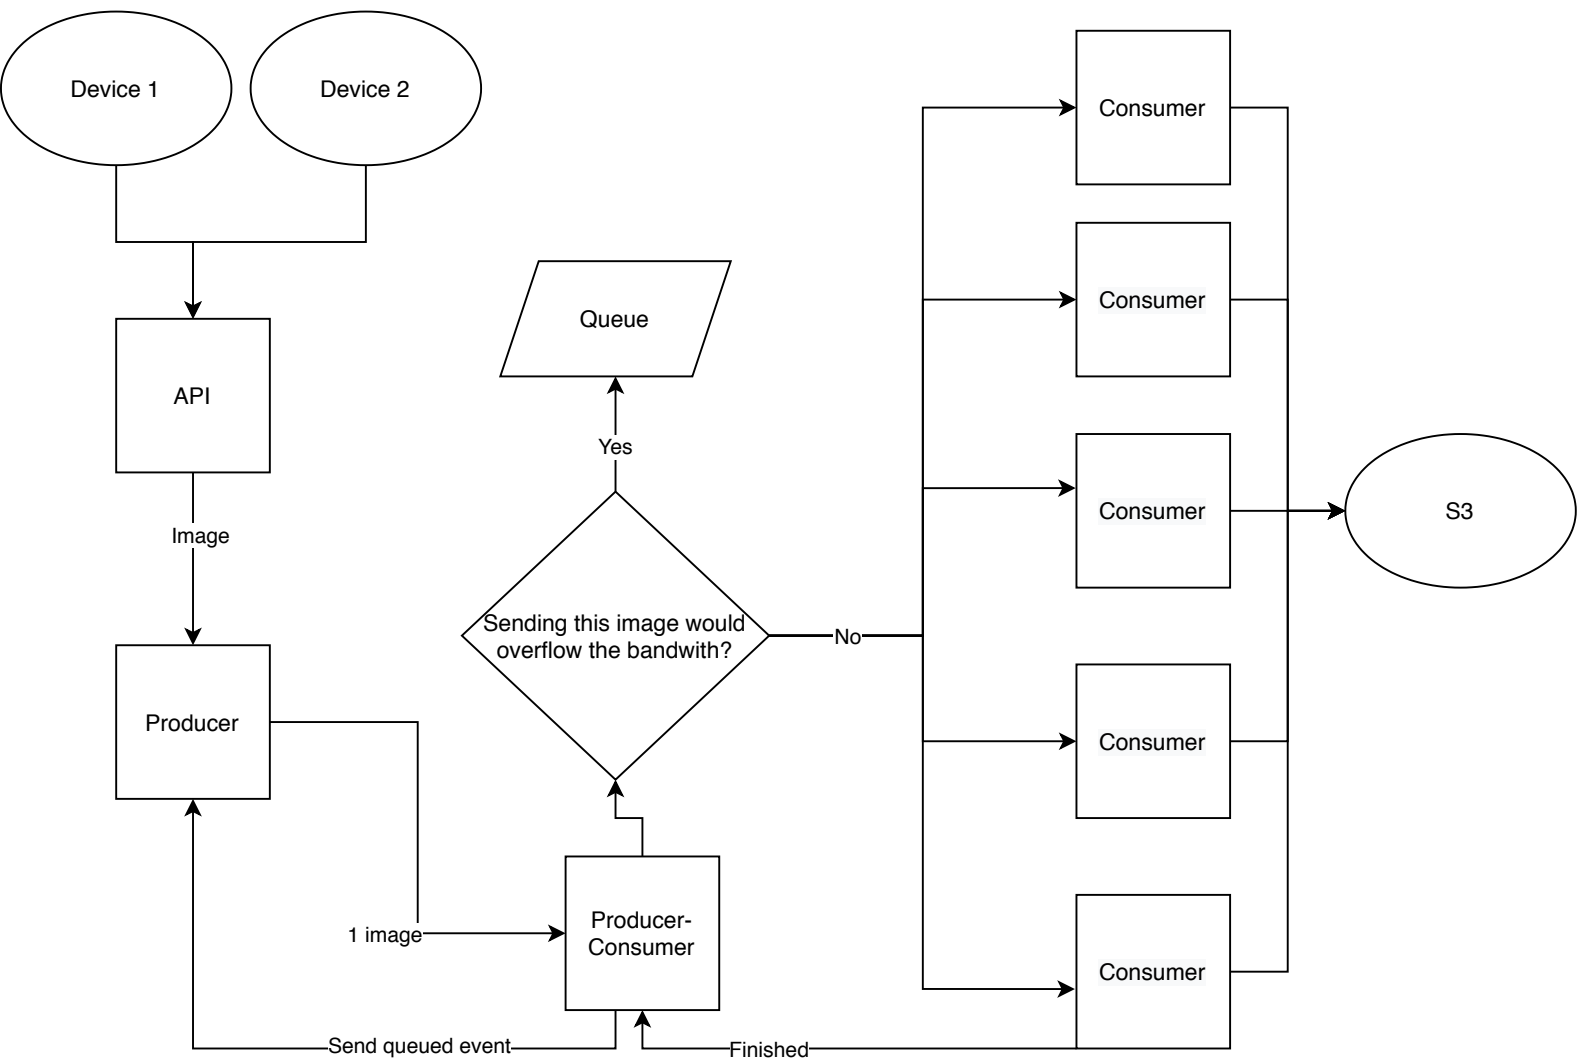 Device 1
Device 2
API
Image
Producer
1 image
Queue
Yes
Sending this image would
overflow the bandwith?
No
Producer-
Consumer
Send queued event
Finished
Consumer
Consumer
Consumer
Consumer
Consumer
S3